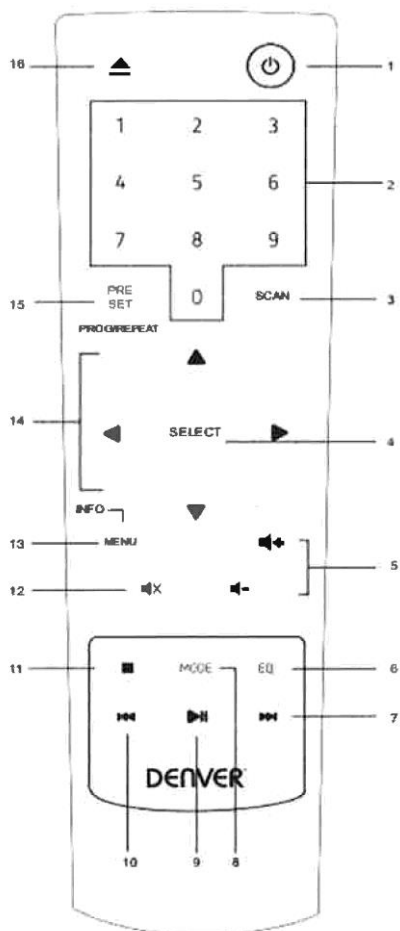 16 1
1 2 3
2
4 5 6
7 8 9
15 PRE SET 0 SCAN 3
PROG/REPEAT
14 SELECT 4
INFO
13 MENU
5
12
11 MODE EQ 6
7
DENVER
10 9 8